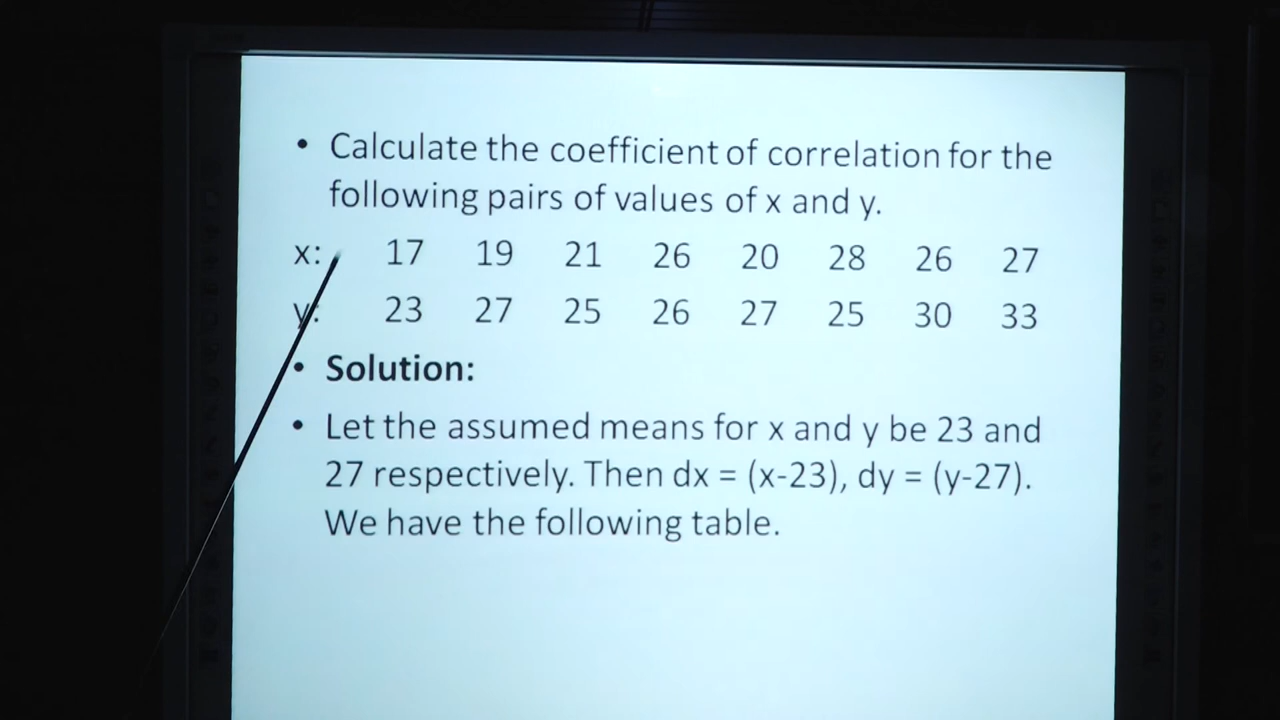 • Calculate the coefficient of correlation for the
following pairs of values of x and y.
x: 17 19 21 26 20 28 26 27
y: 23 27 25 26 27 25 30 33
• Solution:
• Let the assumed means for x and y be 23 and
27 respectively. Then dx = (x-23), dy = (y-27).
We have the following table.